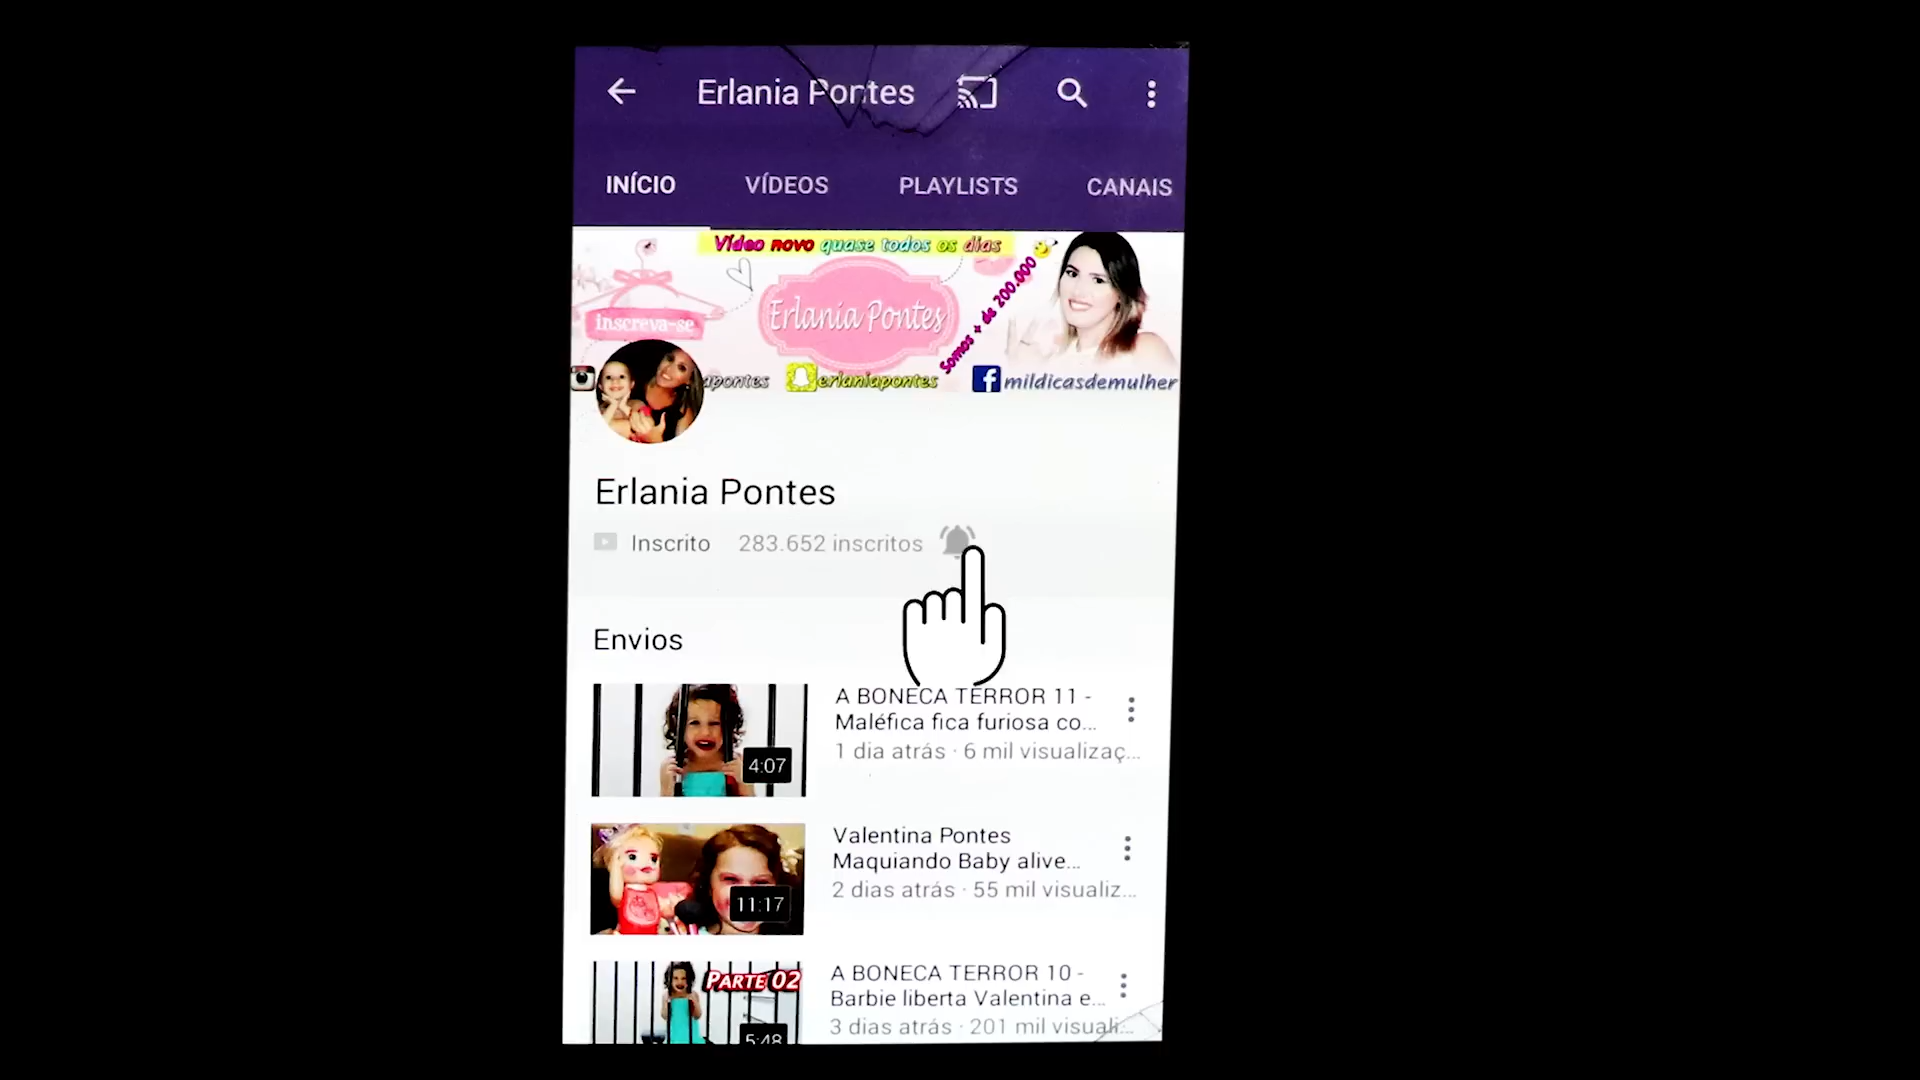 Erlania Pontes
INÍCIO VÍDEOS PLAYLISTS CANAIS
Vídeo novo quase todos os dias
Somos + de 200.000
inscreva-se
Erlania Pontes
apontes erlaniapontes mildicasdemulher
Erlania Pontes
Inscrito 283.652 inscritos
Envios
A BONECA TERROR 11 -
Maléfica fica furiosa co...
1 dia atrás · 6 mil visualizaç...
4:07
Valentina Pontes
Maquiando Baby alive...
2 dias atrás · 55 mil visualiz...
11:17
A BONECA TERROR 10 -
Barbie liberta Valentina e...
3 dias atrás · 201 mil visuali...
PARTE 02
5:48